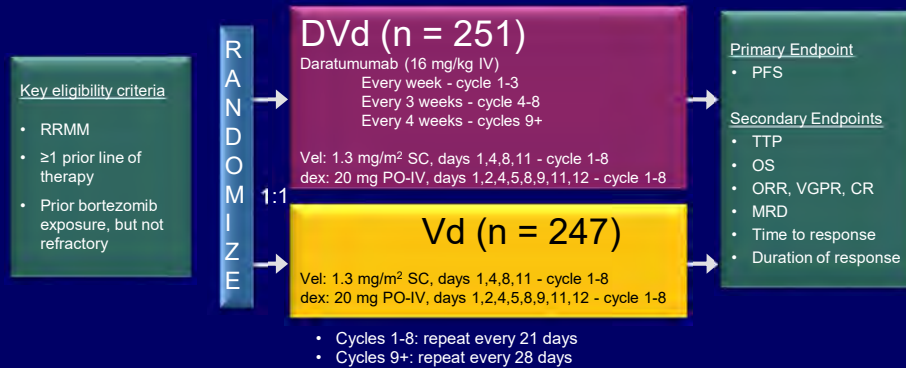 Key eligibility criteria
• RRMM
• ≥1 prior line of
therapy
• Prior bortezomib
exposure, but not
refractory
R
A
N
D
O
M
I
Z
E
1:1
DVd (n = 251)
Daratumumab (16 mg/kg IV)
Every week - cycle 1-3
Every 3 weeks - cycle 4-8
Every 4 weeks - cycles 9+
Vel: 1.3 mg/m² SC, days 1,4,8,11 - cycle 1-8
dex: 20 mg PO-IV, days 1,2,4,5,8,9,11,12 - cycle 1-8
Vd (n = 247)
Vel: 1.3 mg/m² SC, days 1,4,8,11 - cycle 1-8
dex: 20 mg PO-IV, days 1,2,4,5,8,9,11,12 - cycle 1-8
• Cycles 1-8: repeat every 21 days
• Cycles 9+: repeat every 28 days
Primary Endpoint
• PFS
Secondary Endpoints
• TTP
• OS
• ORR, VGPR, CR
• MRD
• Time to response
• Duration of response